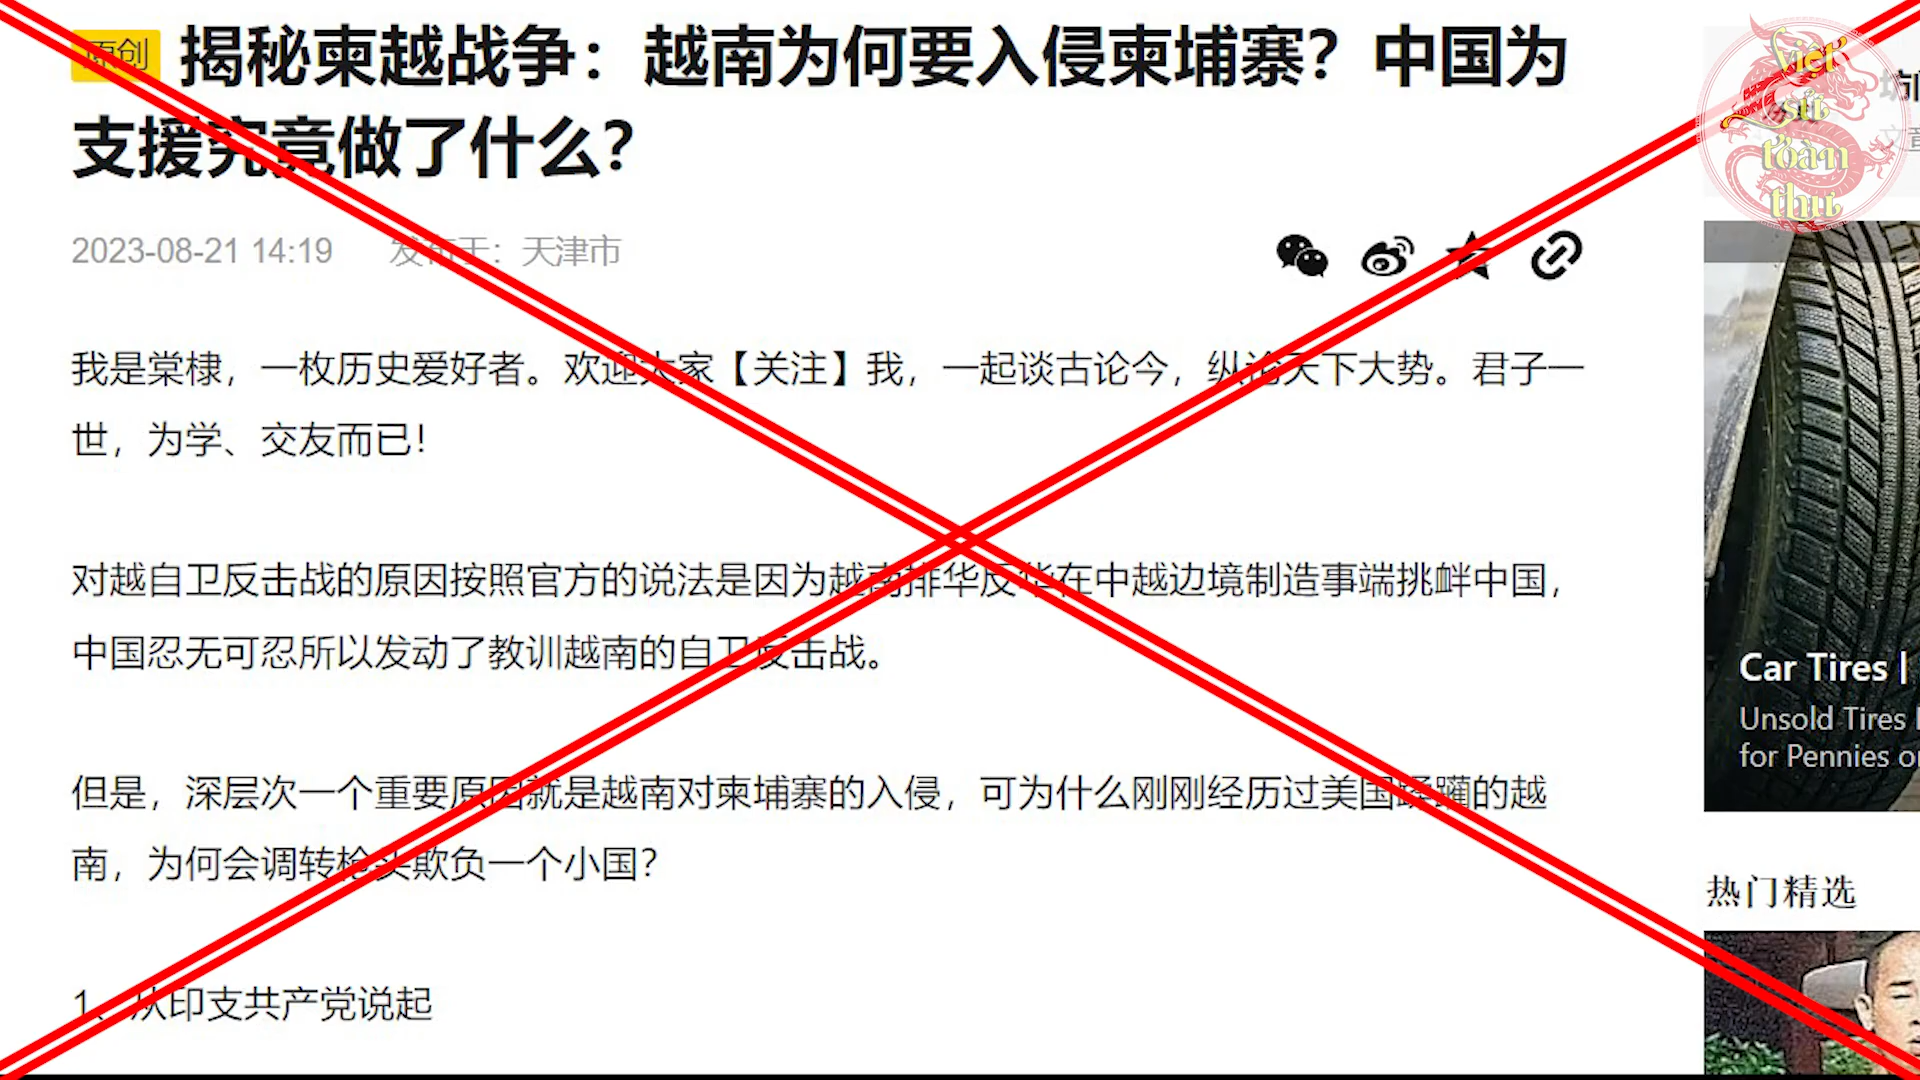 原创 揭秘柬越战争：越南为何要入侵柬埔寨？中国为
支援究竟做了什么？
2023-08-21 14:19 发布于：天津市
我是棠棣，一枚历史爱好者。欢迎大家【关注】我，一起谈古论今，纵论天下大势。君子一
世，为学、交友而已！
对越自卫反击战的原因按照官方的说法是因为越南排华反华在中越边境制造事端挑衅中国，
中国忍无可忍所以发动了教训越南的自卫反击战。
但是，深层次一个重要原因就是越南对柬埔寨的入侵，可为什么刚刚经历过美国蹂躏的越
南，为何会调转枪头欺负一个小国？
1、从印支共产党说起
Việt
sử
toàn
thư
Car Tires |
Unsold Tires
for Pennies
热门精选